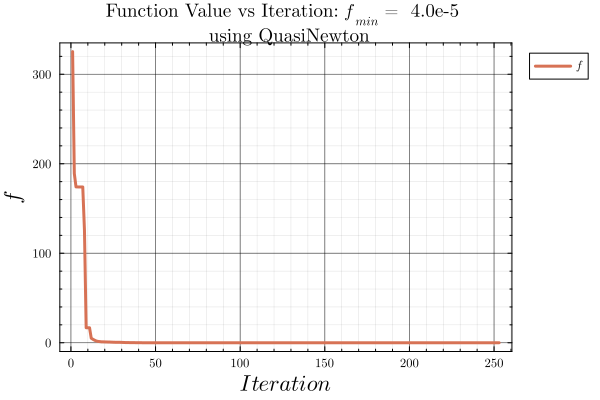 Function Value vs Iteration: f_min = 4.0e-5
using QuasiNewton
f
300
200
100
0
f
0 50 100 150 200 250
Iteration